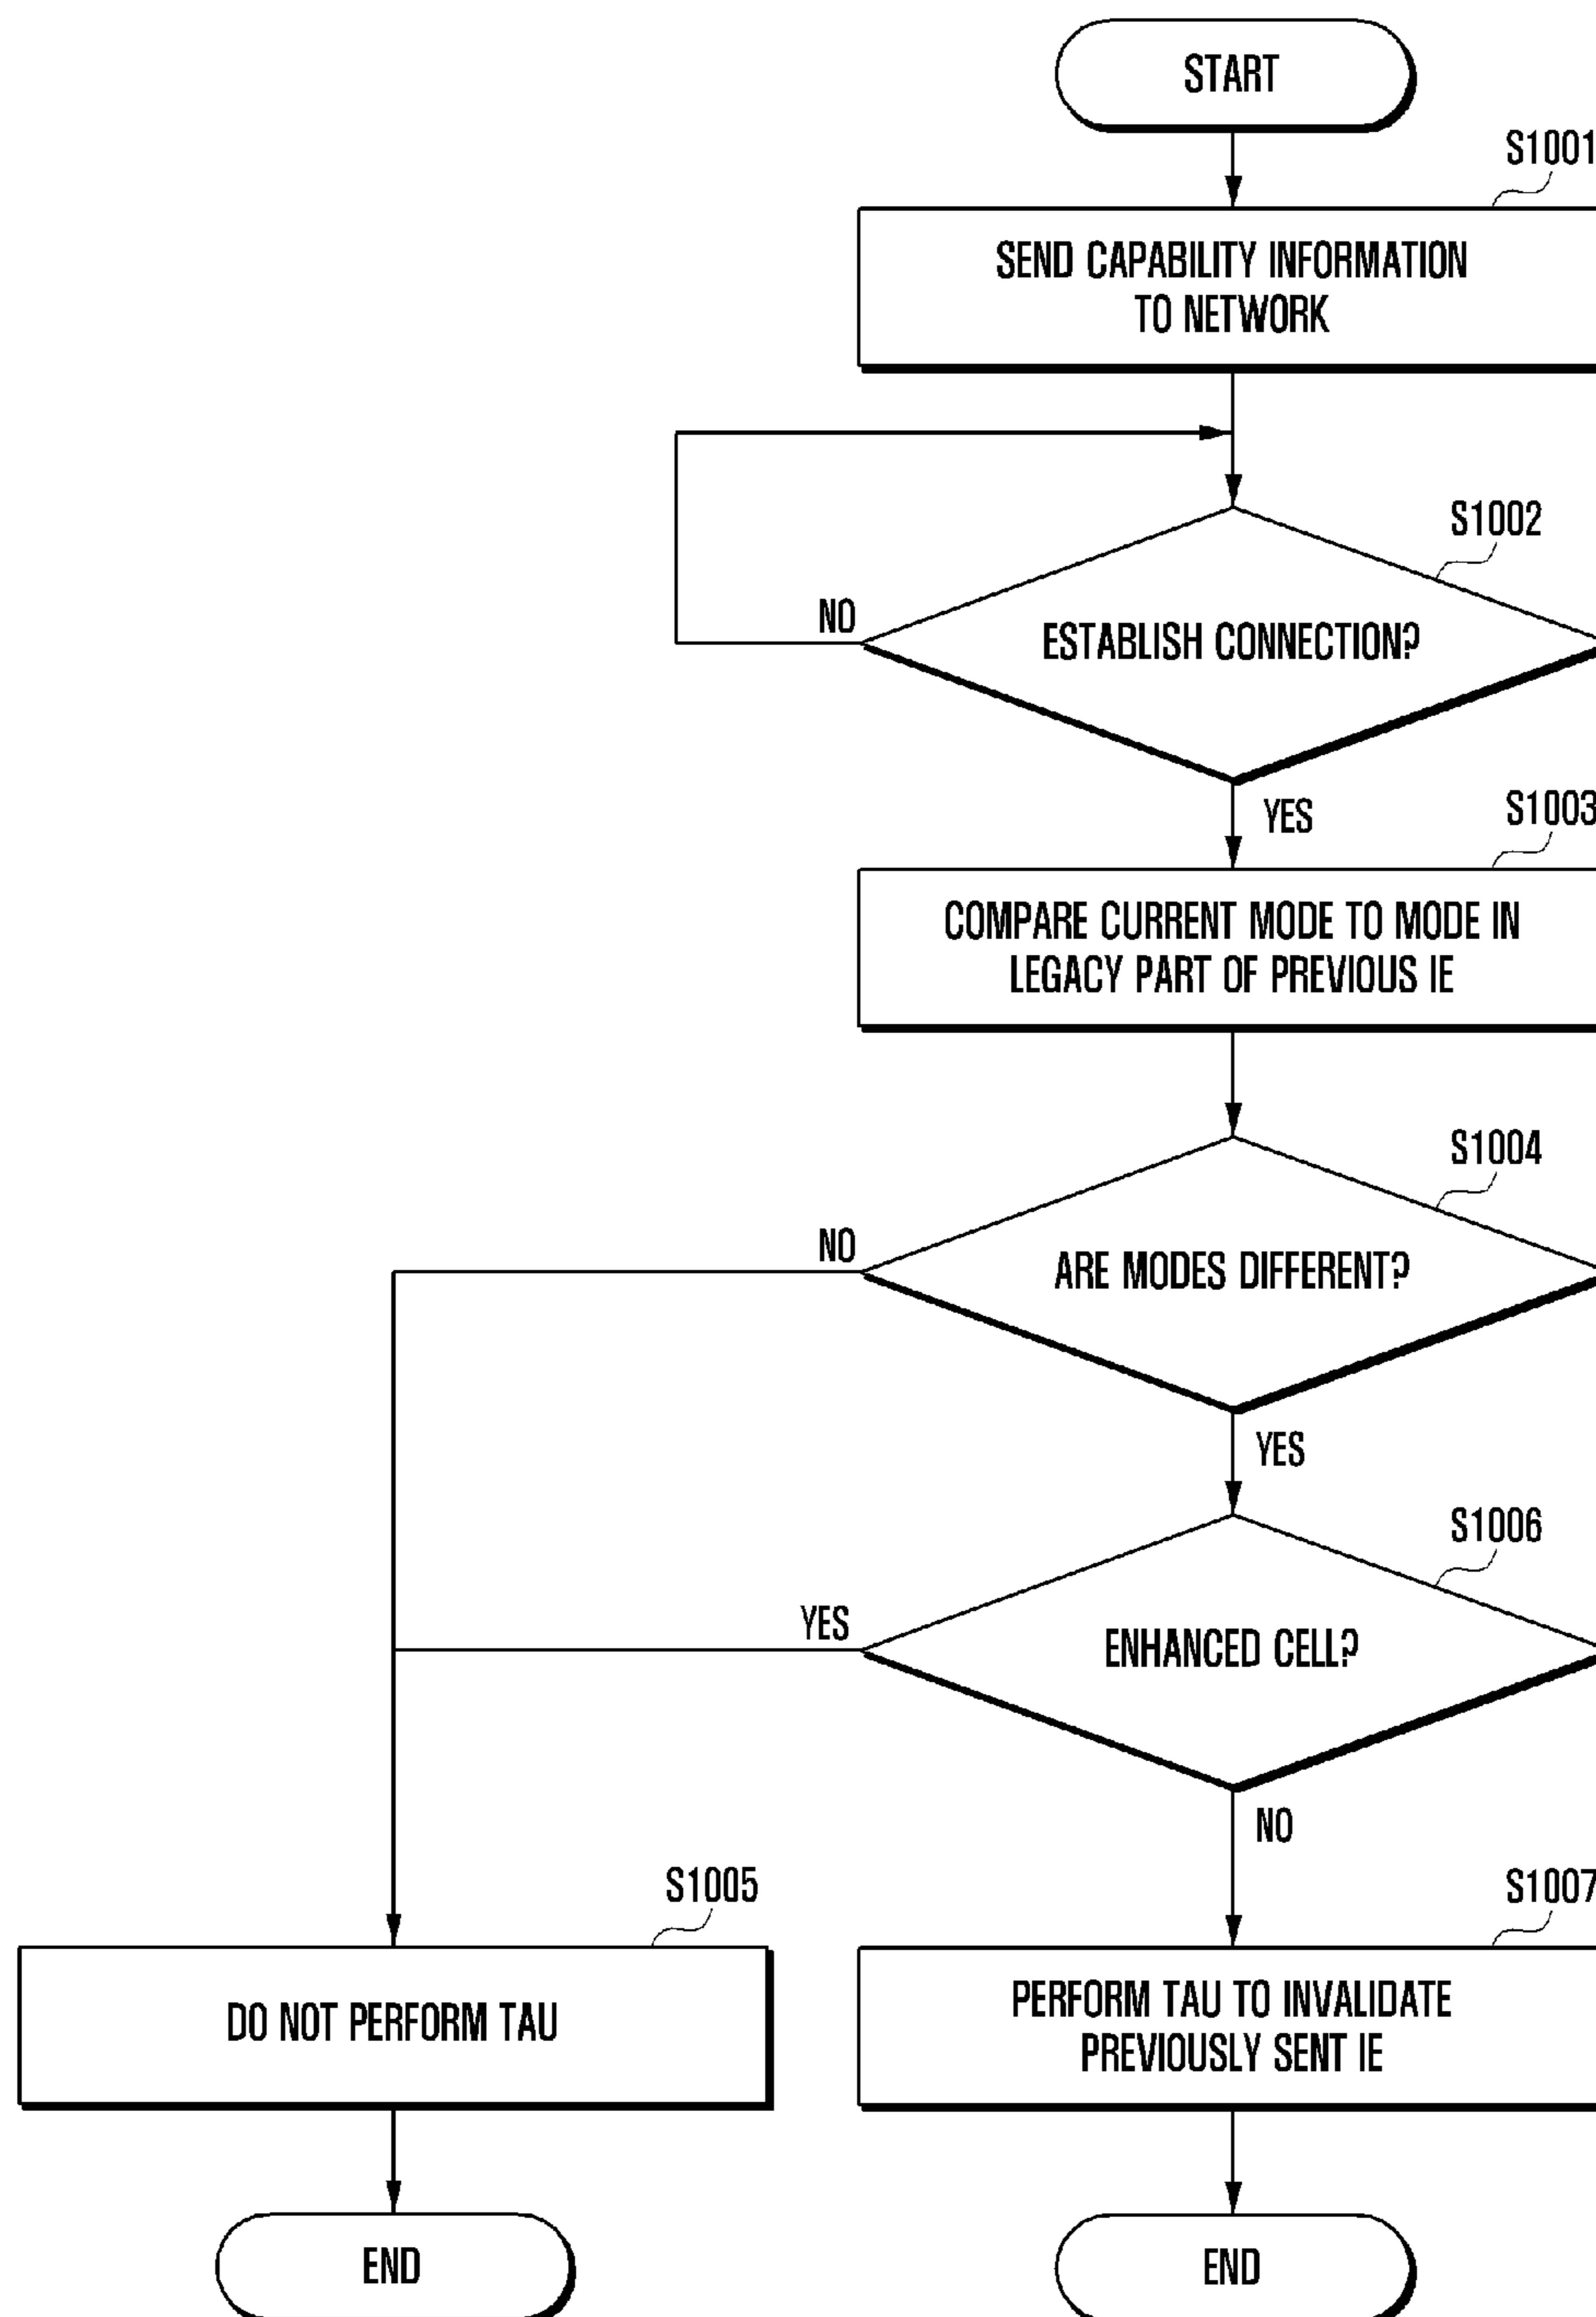 START
S1001
SEND CAPABILITY INFORMATION
TO NETWORK
S1002
NO
ESTABLISH CONNECTION?
YES
S1003
COMPARE CURRENT MODE TO MODE IN
LEGACY PART OF PREVIOUS IE
S1004
NO
ARE MODES DIFFERENT?
YES
S1006
YES
ENHANCED CELL?
NO
S1005
S1007
DO NOT PERFORM TAU
PERFORM TAU TO INVALIDATE
PREVIOUSLY SENT IE
END
END